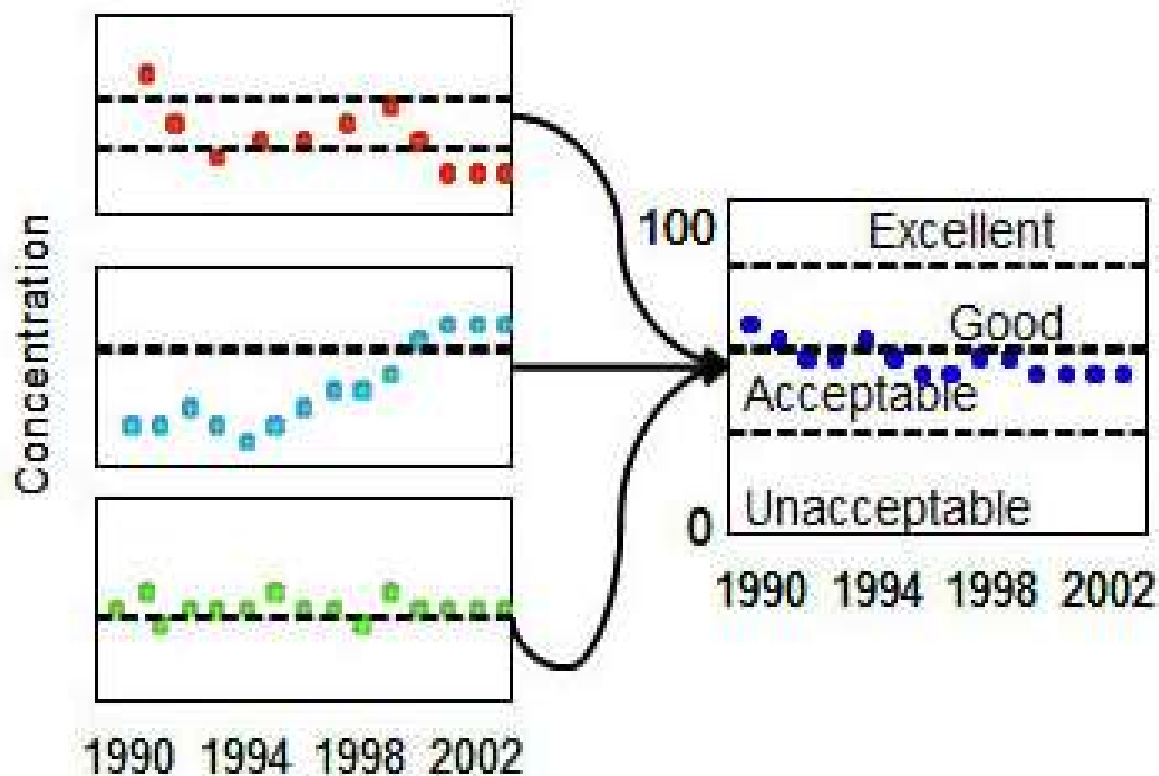 Concentration
1990 1994 1998 2002
100
Excellent
Good
Acceptable
Unacceptable
0
1990 1994 1998 2002